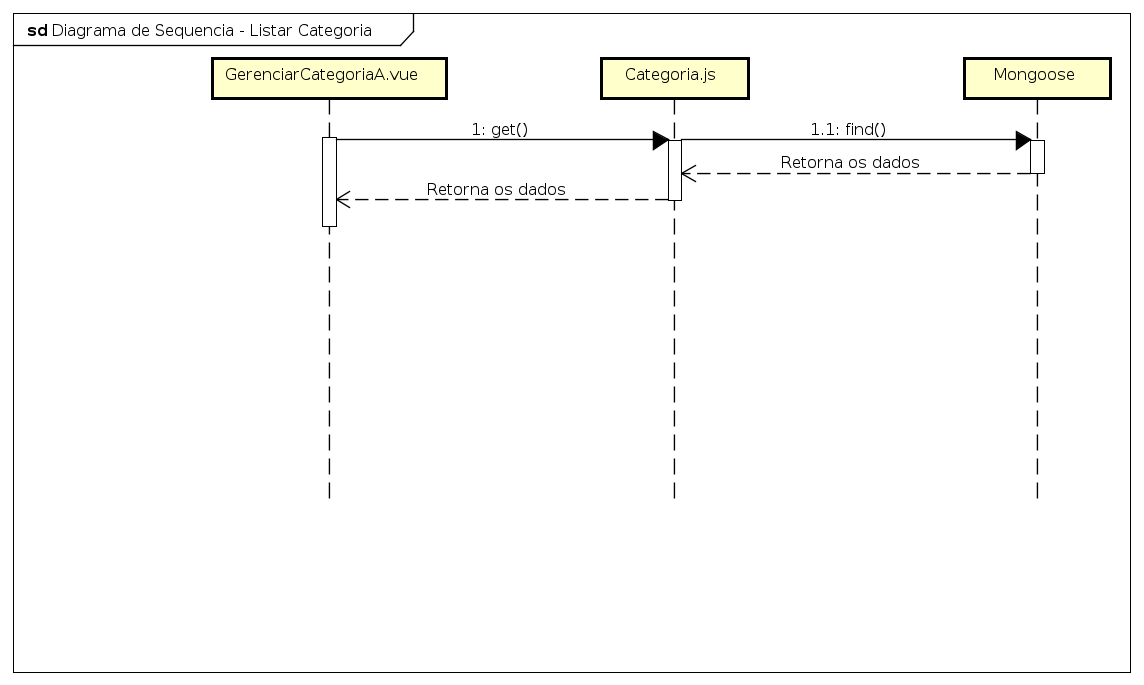 sd Diagrama de Sequencia - Listar Categoria
GerenciarCategoriaA.vue
Categoria.js
Mongoose
1: get()
1.1: find()
Retorna os dados
Retorna os dados